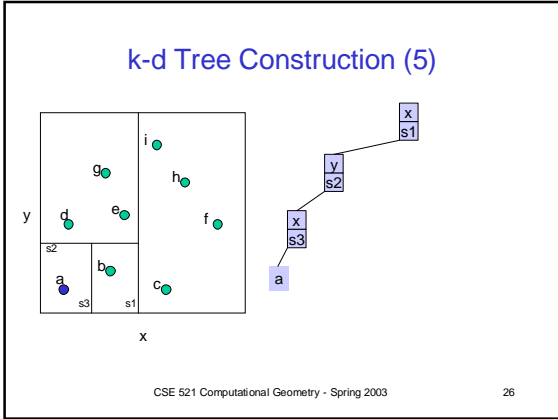 k-d Tree Construction (5)
x
s1
i
y
g
s2
h
e
y
d
f
x
s2
s3
b
a
a
c
s3
s1
x
CSE 521 Computational Geometry - Spring 2003 26